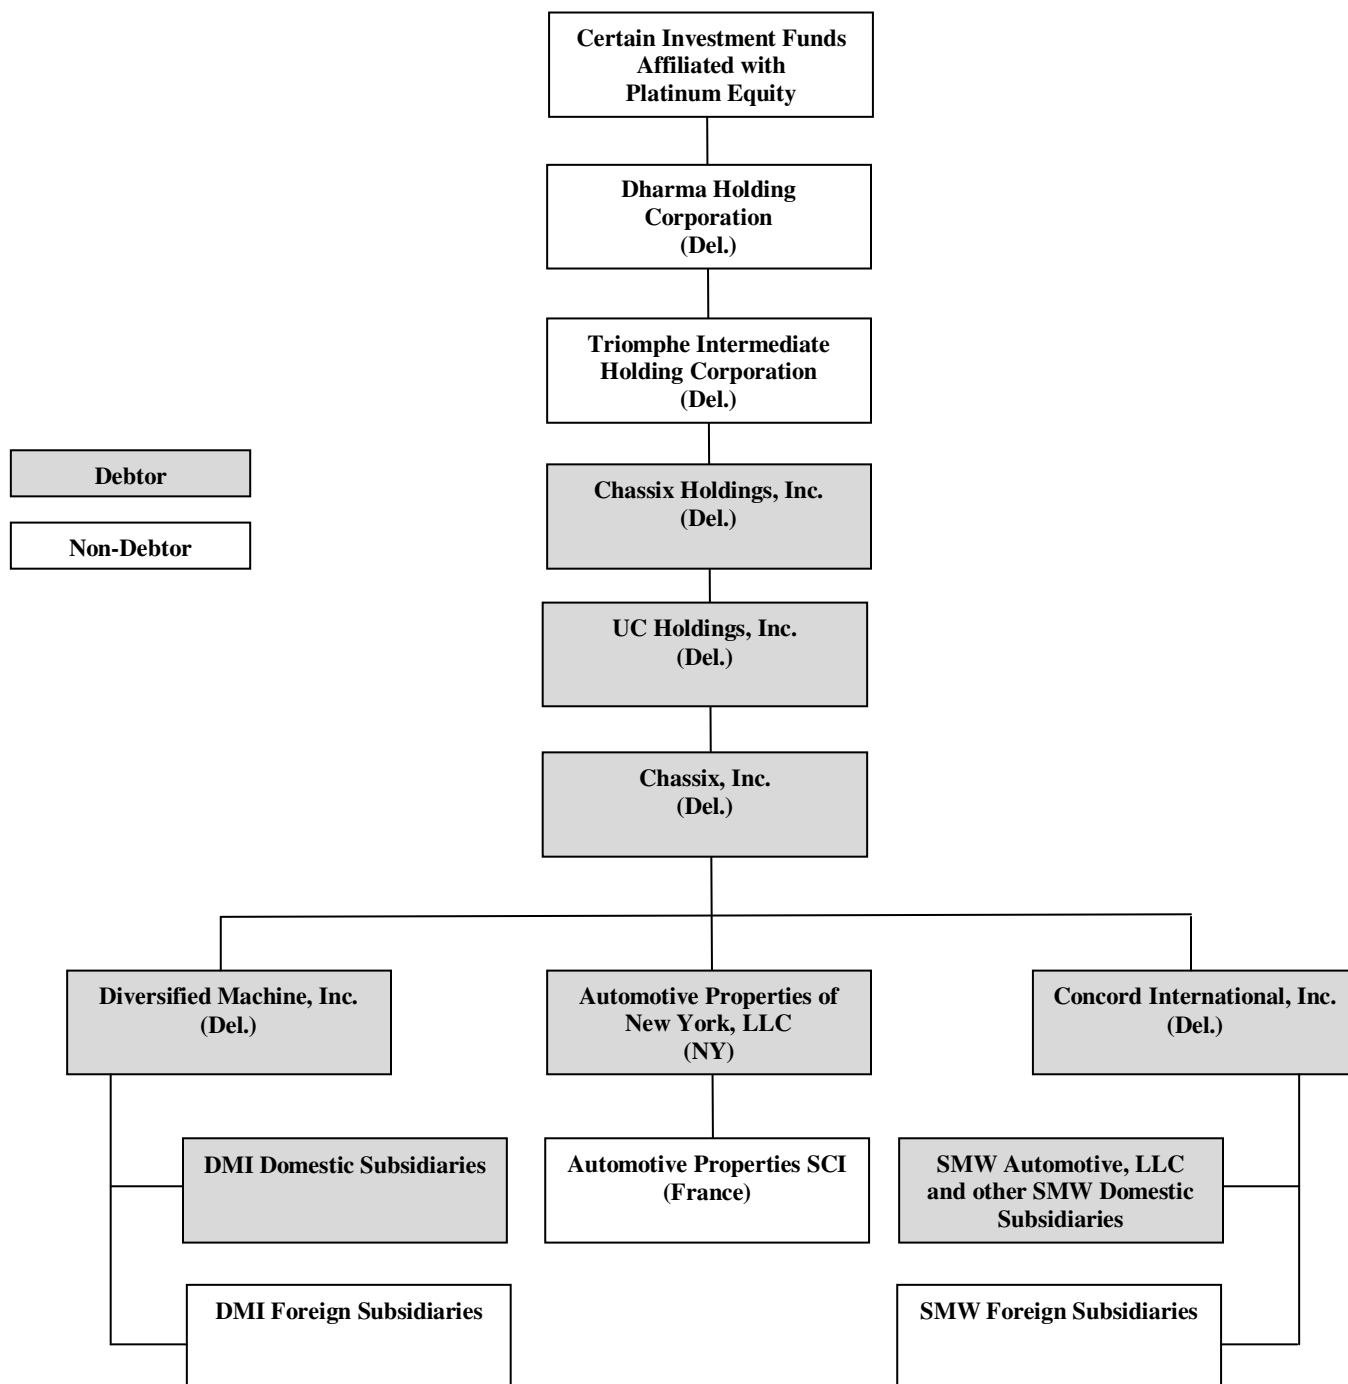 Certain Investment Funds
Affiliated with
Platinum Equity
Dharma Holding
Corporation
(Del.)
Triomphe Intermediate
Holding Corporation
(Del.)
Debtor
Non-Debtor
Chassix Holdings, Inc.
(Del.)
UC Holdings, Inc.
(Del.)
Chassix, Inc.
(Del.)
Diversified Machine, Inc.
(Del.)
Automotive Properties of
New York, LLC
(NY)
Concord International, Inc.
(Del.)
DMI Domestic Subsidiaries
Automotive Properties SCI
(France)
SMW Automotive, LLC
and other SMW Domestic
Subsidiaries
DMI Foreign Subsidiaries
SMW Foreign Subsidiaries